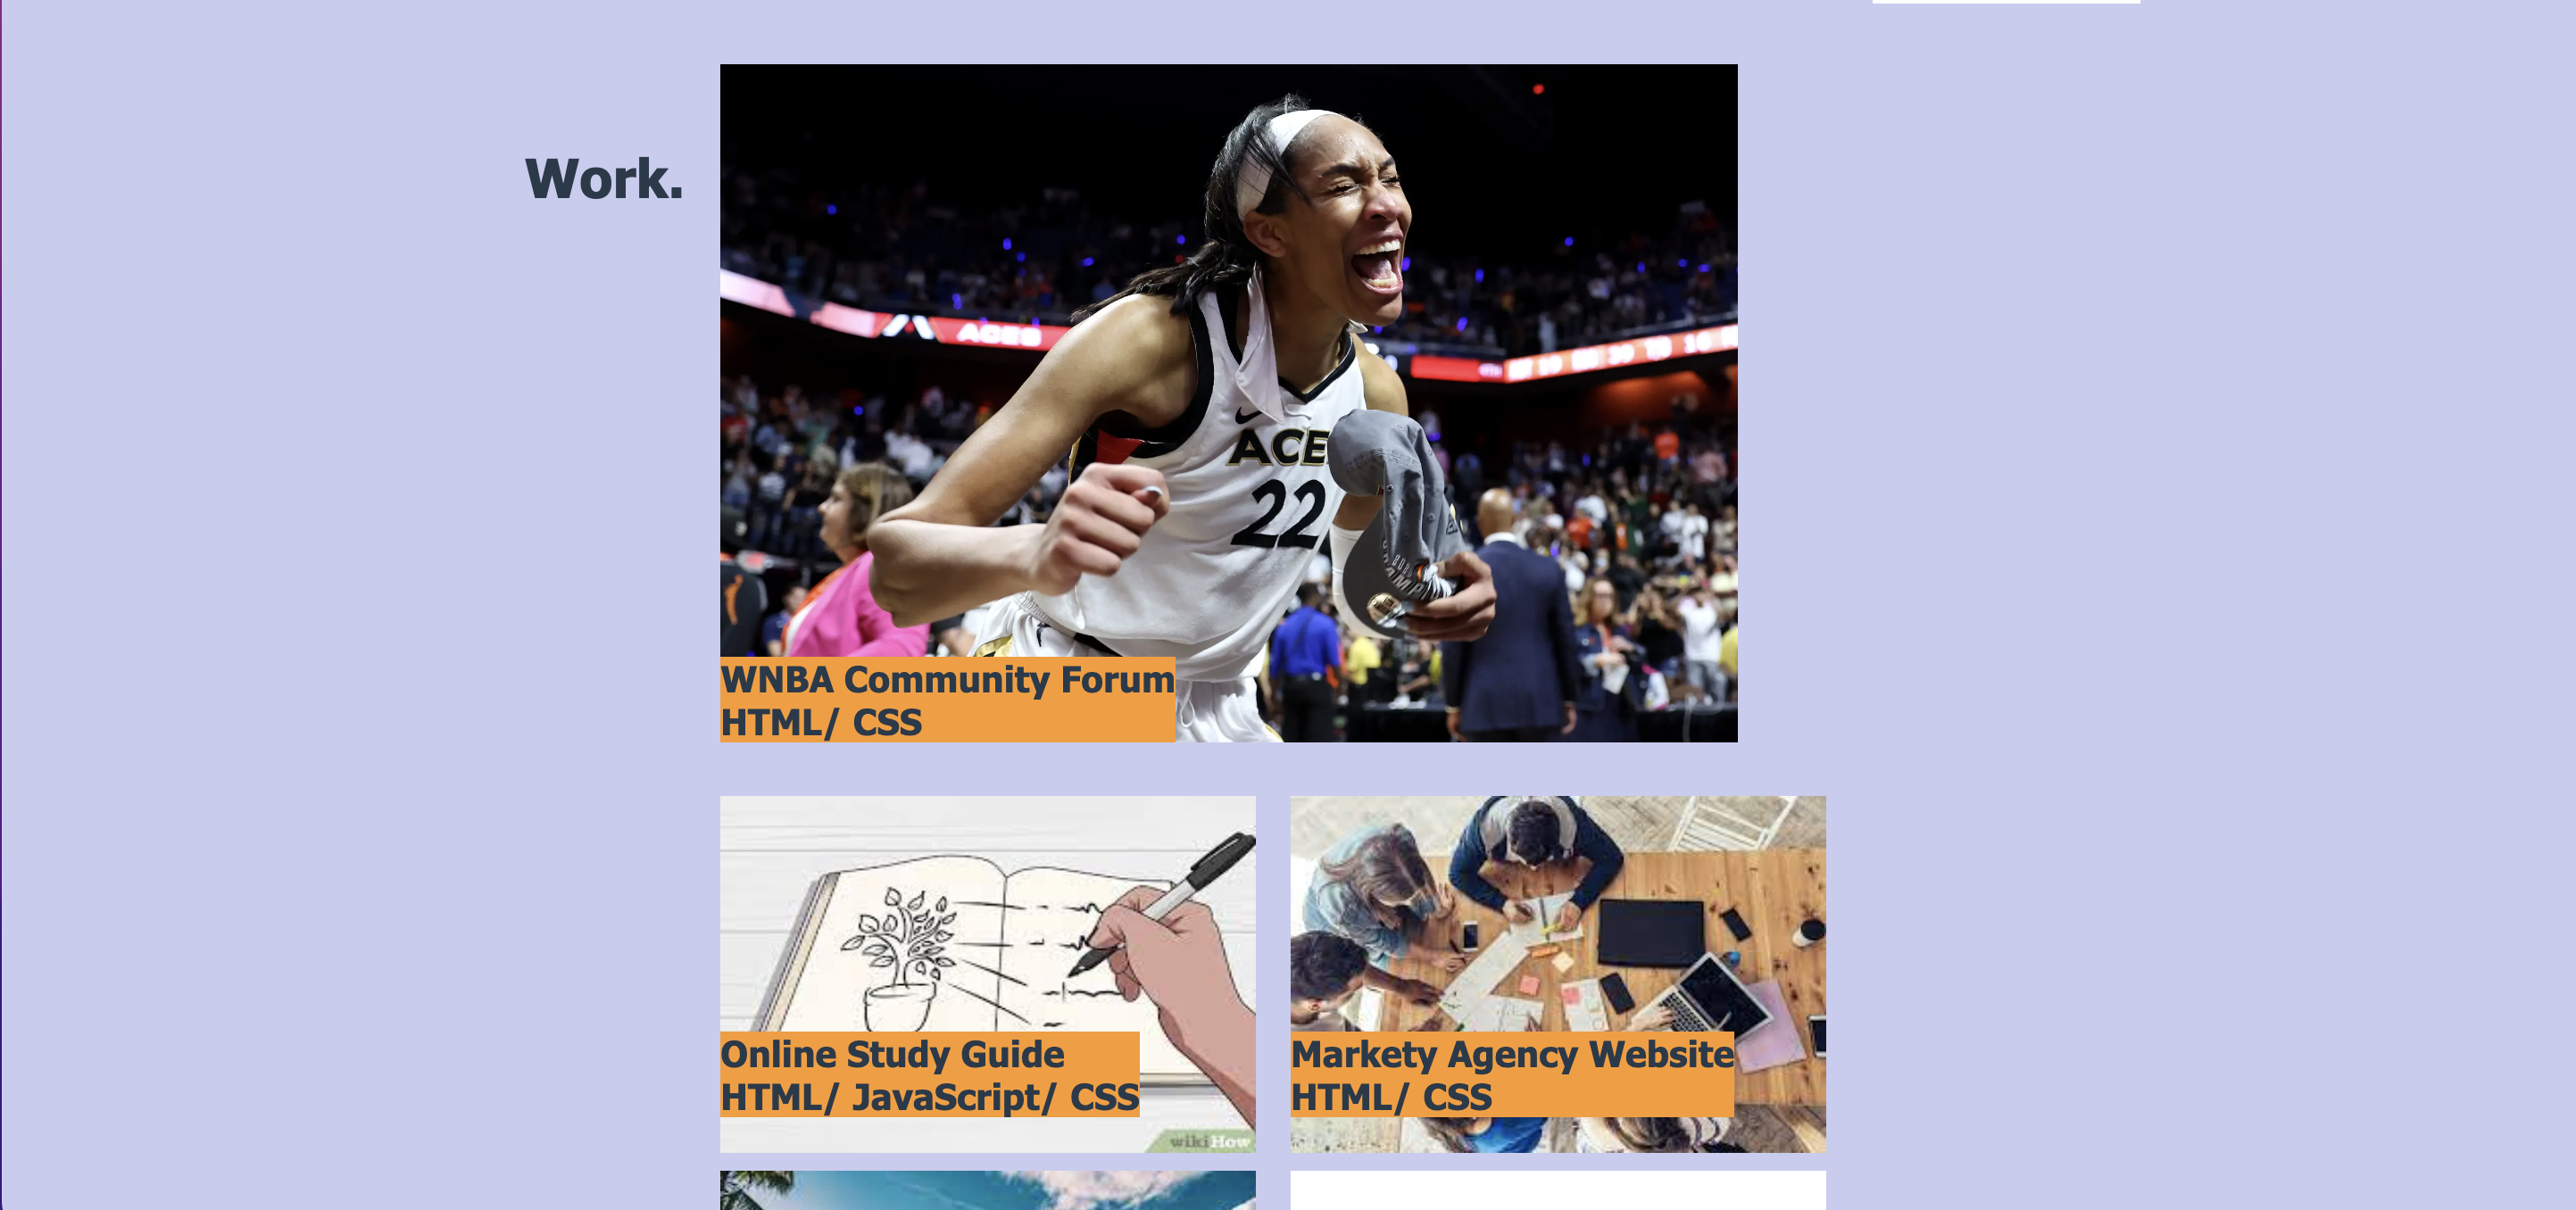 Work.
ACES
ACE
22
WNBA Community Forum
HTML/ CSS
Online Study Guide
HTML/ JavaScript/ CSS
wikiHow
Markety Agency Website
HTML/ CSS